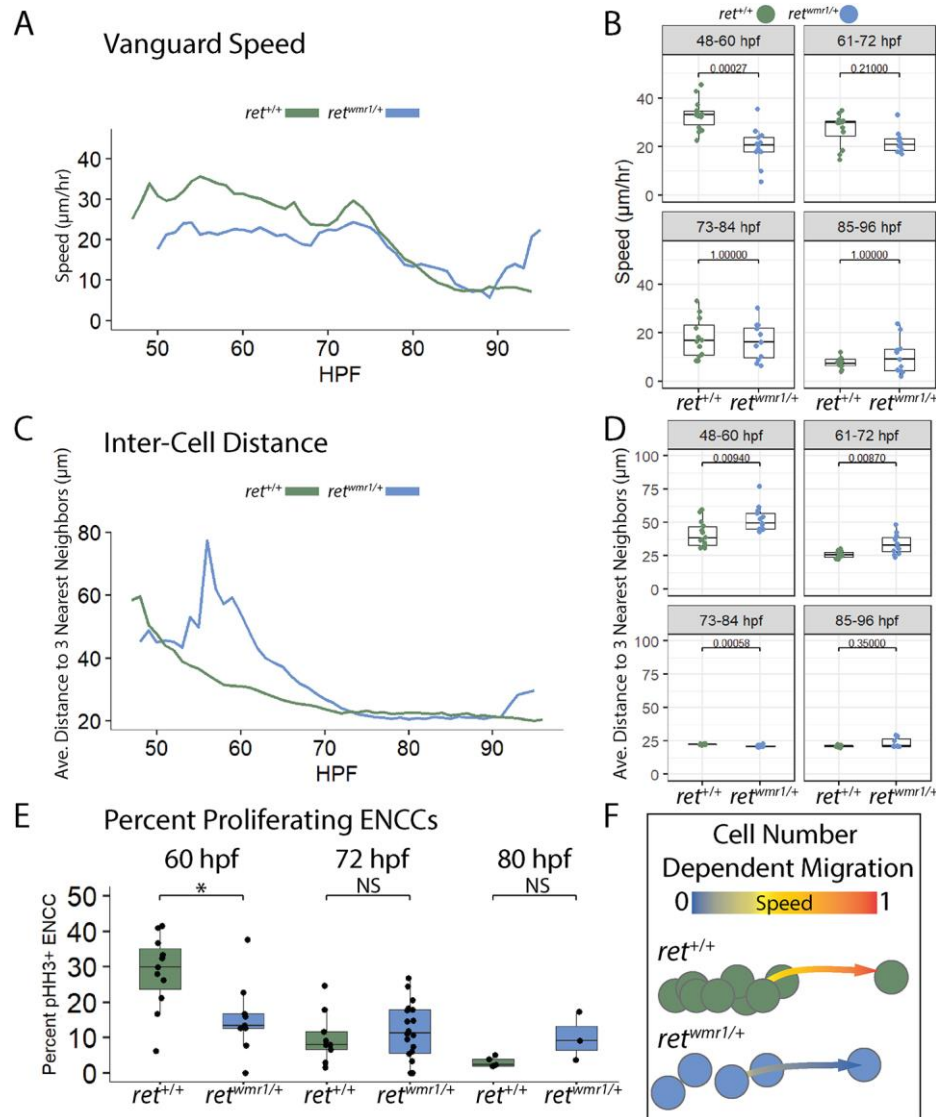 A
Vanguard Speed
ret+/+ retwmr1/+
Speed (µm/hr)
40
30
20
10
0
50 60 70 80 90
HPF
B
ret+/+ retwmr1/+
48-60 hpf 61-72 hpf
0.00027 0.21000
40
20
0
Speed (µm/hr)
73-84 hpf 85-96 hpf
1.00000 1.00000
40
20
0
ret+/+ retwmr1/+ ret+/+ retwmr1/+
C
Inter-Cell Distance
ret+/+ retwmr1/+
Ave. Distance to 3 Nearest Neighbors (µm)
80
60
40
20
50 60 70 80 90
HPF
D
48-60 hpf 61-72 hpf
0.00940 0.00870
100
75
50
25
0
Ave. Distance to 3 Nearest Neighbors (µm)
73-84 hpf 85-96 hpf
0.00058 0.35000
100
75
50
25
0
ret+/+ retwmr1/+ ret+/+ retwmr1/+
E
Percent Proliferating ENCCs
60 hpf 72 hpf 80 hpf
* NS NS
Percent pHH3+ ENCC
50
40
30
20
10
0
ret+/+ retwmr1/+ ret+/+ retwmr1/+ ret+/+ retwmr1/+
F
Cell Number
Dependent Migration
0 Speed 1
ret+/+
retwmr1/+